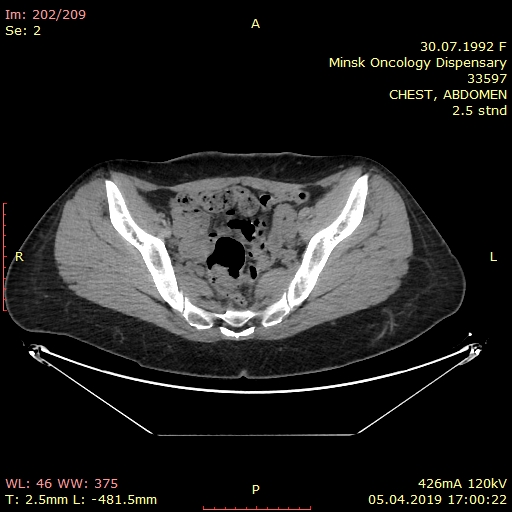 Im: 202/209
Se: 2
A
30.07.1992 F
Minsk Oncology Dispensary
33597
CHEST, ABDOMEN
2.5 stnd
R
L
WL: 46 WW: 375
T: 2.5mm L: -481.5mm
P
426mA 120kV
05.04.2019 17:00:22